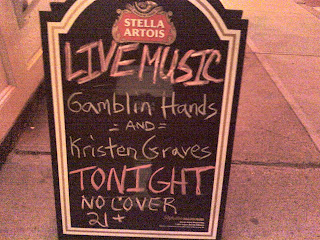 STELLA
ARTOIS
LIVE MUSIC
Gamblin Hands
= AND =
Kristen Graves
TONIGHT
NO COVER
21+